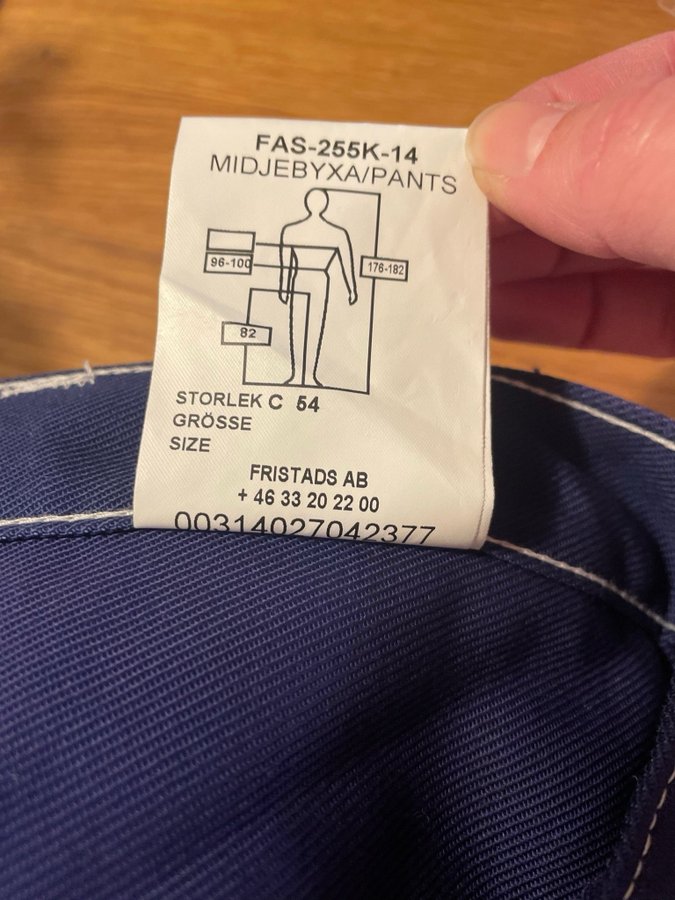 FAS-255K-14
MIDJEBYXA/PANTS
96-100
176-182
82
STORLEK C 54
GRÖSSE
SIZE
FRISTADS AB
+ 46 33 20 22 00
00314027042377